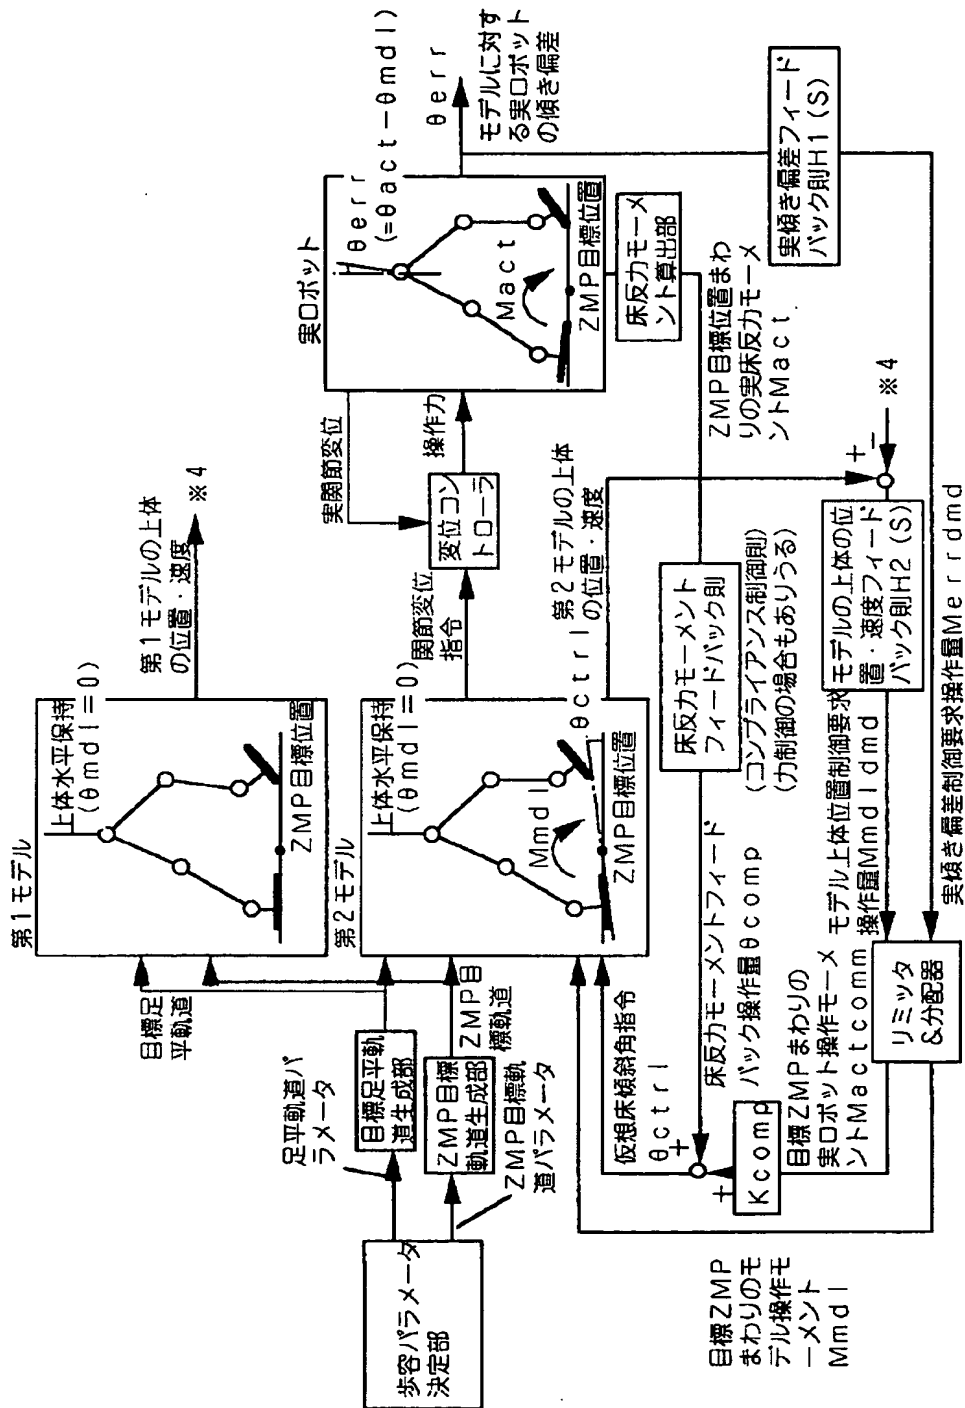 第1モデル
上体水平保持
(θmdl=0)
ZMP目標位置
第1モデルの上体
の位置・速度
※4
歩容パラメータ
決定部
足平軌道パ
ラメータ
目標足平軌
道生成部
目標足
平軌道
ZMP目標
軌道生成部
ZMP目標軌
道パラメータ
ZMP目
標軌道
第2モデル
上体水平保持
(θmdl=0)
Mmdl
θctrl
ZMP目標位置
関節変位
指令
変位コン
トローラ
実関節変位
操作力
実ロボット
θerr
(=θact-θmdl)
Mact
ZMP目標位置
θerr
モデルに対す
る実ロボット
の傾き偏差
第2モデルの上体
の位置・速度
床反力モーメ
ント算出部
ZMP目標位置まわ
りの実床反力モーメ
ントMact
仮想床傾斜角指令
θctrl
+
+
床反力モーメントフィード
バック操作量θcomp
床反力モーメント
フィードバック則
(コンプライアンス制御則)
(力制御の場合もありうる)
Kcomp
目標ZMPまわりの
実ロボット操作モーメ
ントMactcomm
モデル上体位置制御要求
操作量Mmdldmd
モデルの上体の位
置・速度フィード
バック則H2(S)
+
-
※4
実傾き偏差フィード
バック則H1(S)
リミッタ
&分配器
実傾き偏差制御要求操作量Merrdmd
目標ZMP
まわりのモ
デル操作モ
ーメント
Mmdl